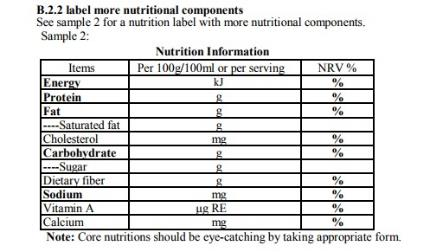 B.2.2 label more nutritional components
See sample 2 for a nutrition label with more nutritional components.
Sample 2:
Nutrition Information
Items Per 100g/100ml or per serving NRV %
Energy kJ %
Protein g %
Fat g %
----Saturated fat g
Cholesterol mg %
Carbohydrate g %
----Sugar g
Dietary fiber g %
Sodium mg %
Vitamin A μg RE %
Calcium mg %
Note: Core nutritions should be eye-catching by taking appropriate form.